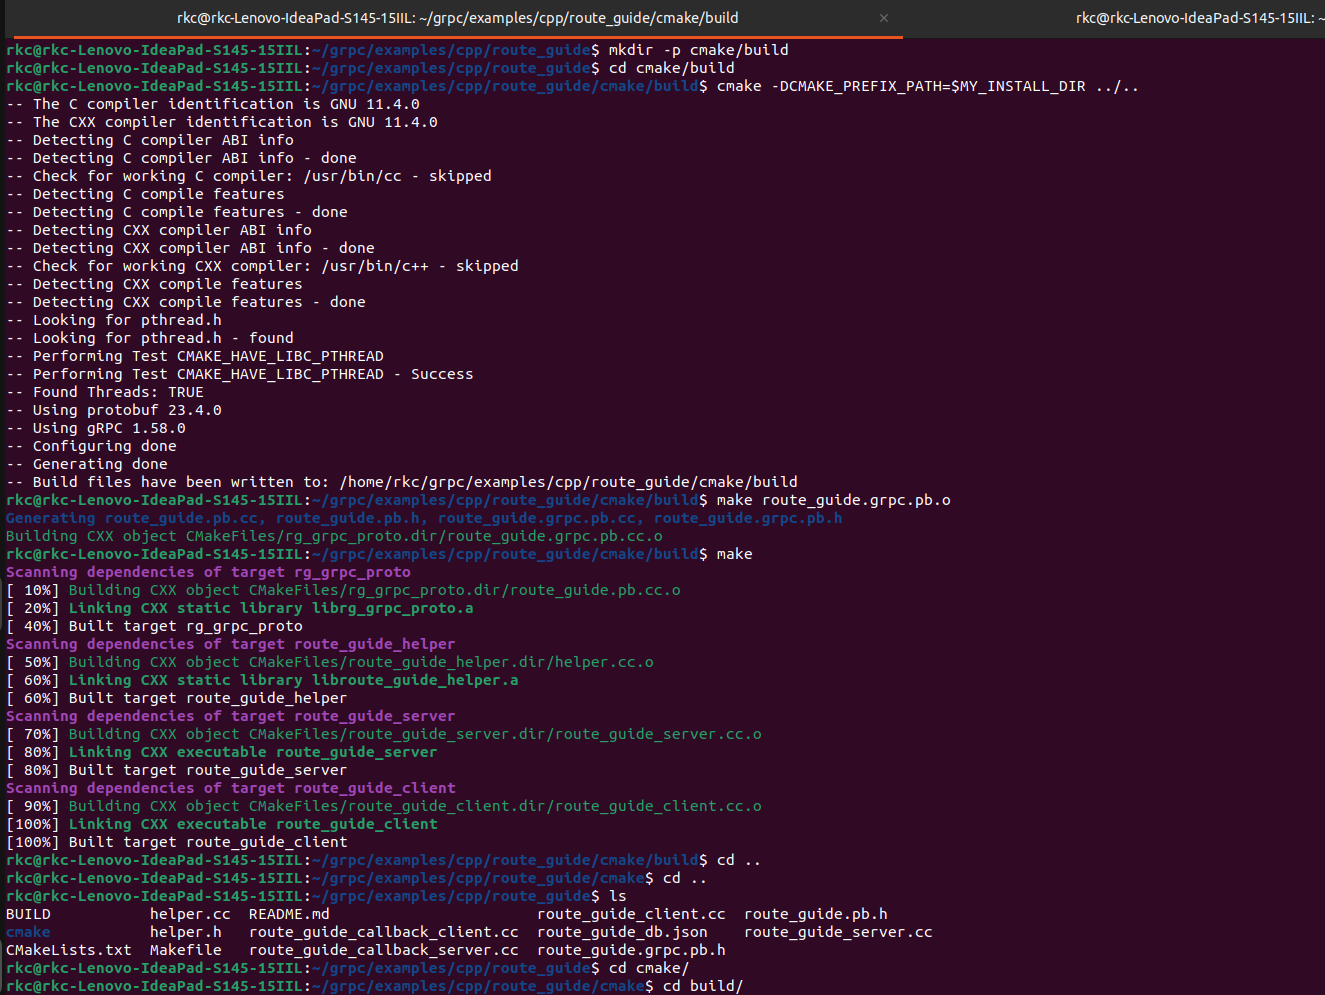 rkc@rkc-Lenovo-IdeaPad-S145-15IIL: ~/grpc/examples/cpp/route_guide/cmake/build × rkc@rkc-Lenovo-IdeaPad-S145-15IIL: ~
rkc@rkc-Lenovo-IdeaPad-S145-15IIL:~/grpc/examples/cpp/route_guide$ mkdir -p cmake/build
rkc@rkc-Lenovo-IdeaPad-S145-15IIL:~/grpc/examples/cpp/route_guide$ cd cmake/build
rkc@rkc-Lenovo-IdeaPad-S145-15IIL:~/grpc/examples/cpp/route_guide/cmake/build$ cmake -DCMAKE_PREFIX_PATH=$MY_INSTALL_DIR ../..
-- The C compiler identification is GNU 11.4.0
-- The CXX compiler identification is GNU 11.4.0
-- Detecting C compiler ABI info
-- Detecting C compiler ABI info - done
-- Check for working C compiler: /usr/bin/cc - skipped
-- Detecting C compile features
-- Detecting C compile features - done
-- Detecting CXX compiler ABI info
-- Detecting CXX compiler ABI info - done
-- Check for working CXX compiler: /usr/bin/c++ - skipped
-- Detecting CXX compile features
-- Detecting CXX compile features - done
-- Looking for pthread.h
-- Looking for pthread.h - found
-- Performing Test CMAKE_HAVE_LIBC_PTHREAD
-- Performing Test CMAKE_HAVE_LIBC_PTHREAD - Success
-- Found Threads: TRUE
-- Using protobuf 23.4.0
-- Using gRPC 1.58.0
-- Configuring done
-- Generating done
-- Build files have been written to: /home/rkc/grpc/examples/cpp/route_guide/cmake/build
rkc@rkc-Lenovo-IdeaPad-S145-15IIL:~/grpc/examples/cpp/route_guide/cmake/build$ make route_guide.grpc.pb.o
Generating route_guide.pb.cc, route_guide.pb.h, route_guide.grpc.pb.cc, route_guide.grpc.pb.h
Building CXX object CMakeFiles/rg_grpc_proto.dir/route_guide.grpc.pb.cc.o
rkc@rkc-Lenovo-IdeaPad-S145-15IIL:~/grpc/examples/cpp/route_guide/cmake/build$ make
Scanning dependencies of target rg_grpc_proto
[ 10%] Building CXX object CMakeFiles/rg_grpc_proto.dir/route_guide.pb.cc.o
[ 20%] Linking CXX static library librg_grpc_proto.a
[ 40%] Built target rg_grpc_proto
Scanning dependencies of target route_guide_helper
[ 50%] Building CXX object CMakeFiles/route_guide_helper.dir/helper.cc.o
[ 60%] Linking CXX static library libroute_guide_helper.a
[ 60%] Built target route_guide_helper
Scanning dependencies of target route_guide_server
[ 70%] Building CXX object CMakeFiles/route_guide_server.dir/route_guide_server.cc.o
[ 80%] Linking CXX executable route_guide_server
[ 80%] Built target route_guide_server
Scanning dependencies of target route_guide_client
[ 90%] Building CXX object CMakeFiles/route_guide_client.dir/route_guide_client.cc.o
[100%] Linking CXX executable route_guide_client
[100%] Built target route_guide_client
rkc@rkc-Lenovo-IdeaPad-S145-15IIL:~/grpc/examples/cpp/route_guide/cmake/build$ cd ..
rkc@rkc-Lenovo-IdeaPad-S145-15IIL:~/grpc/examples/cpp/route_guide/cmake$ cd ..
rkc@rkc-Lenovo-IdeaPad-S145-15IIL:~/grpc/examples/cpp/route_guide$ ls
BUILD helper.cc README.md route_guide_client.cc route_guide.pb.h
cmake helper.h route_guide_callback_client.cc route_guide_db.json route_guide_server.cc
CMakeLists.txt Makefile route_guide_callback_server.cc route_guide.grpc.pb.h
rkc@rkc-Lenovo-IdeaPad-S145-15IIL:~/grpc/examples/cpp/route_guide$ cd cmake/
rkc@rkc-Lenovo-IdeaPad-S145-15IIL:~/grpc/examples/cpp/route_guide/cmake$ cd build/